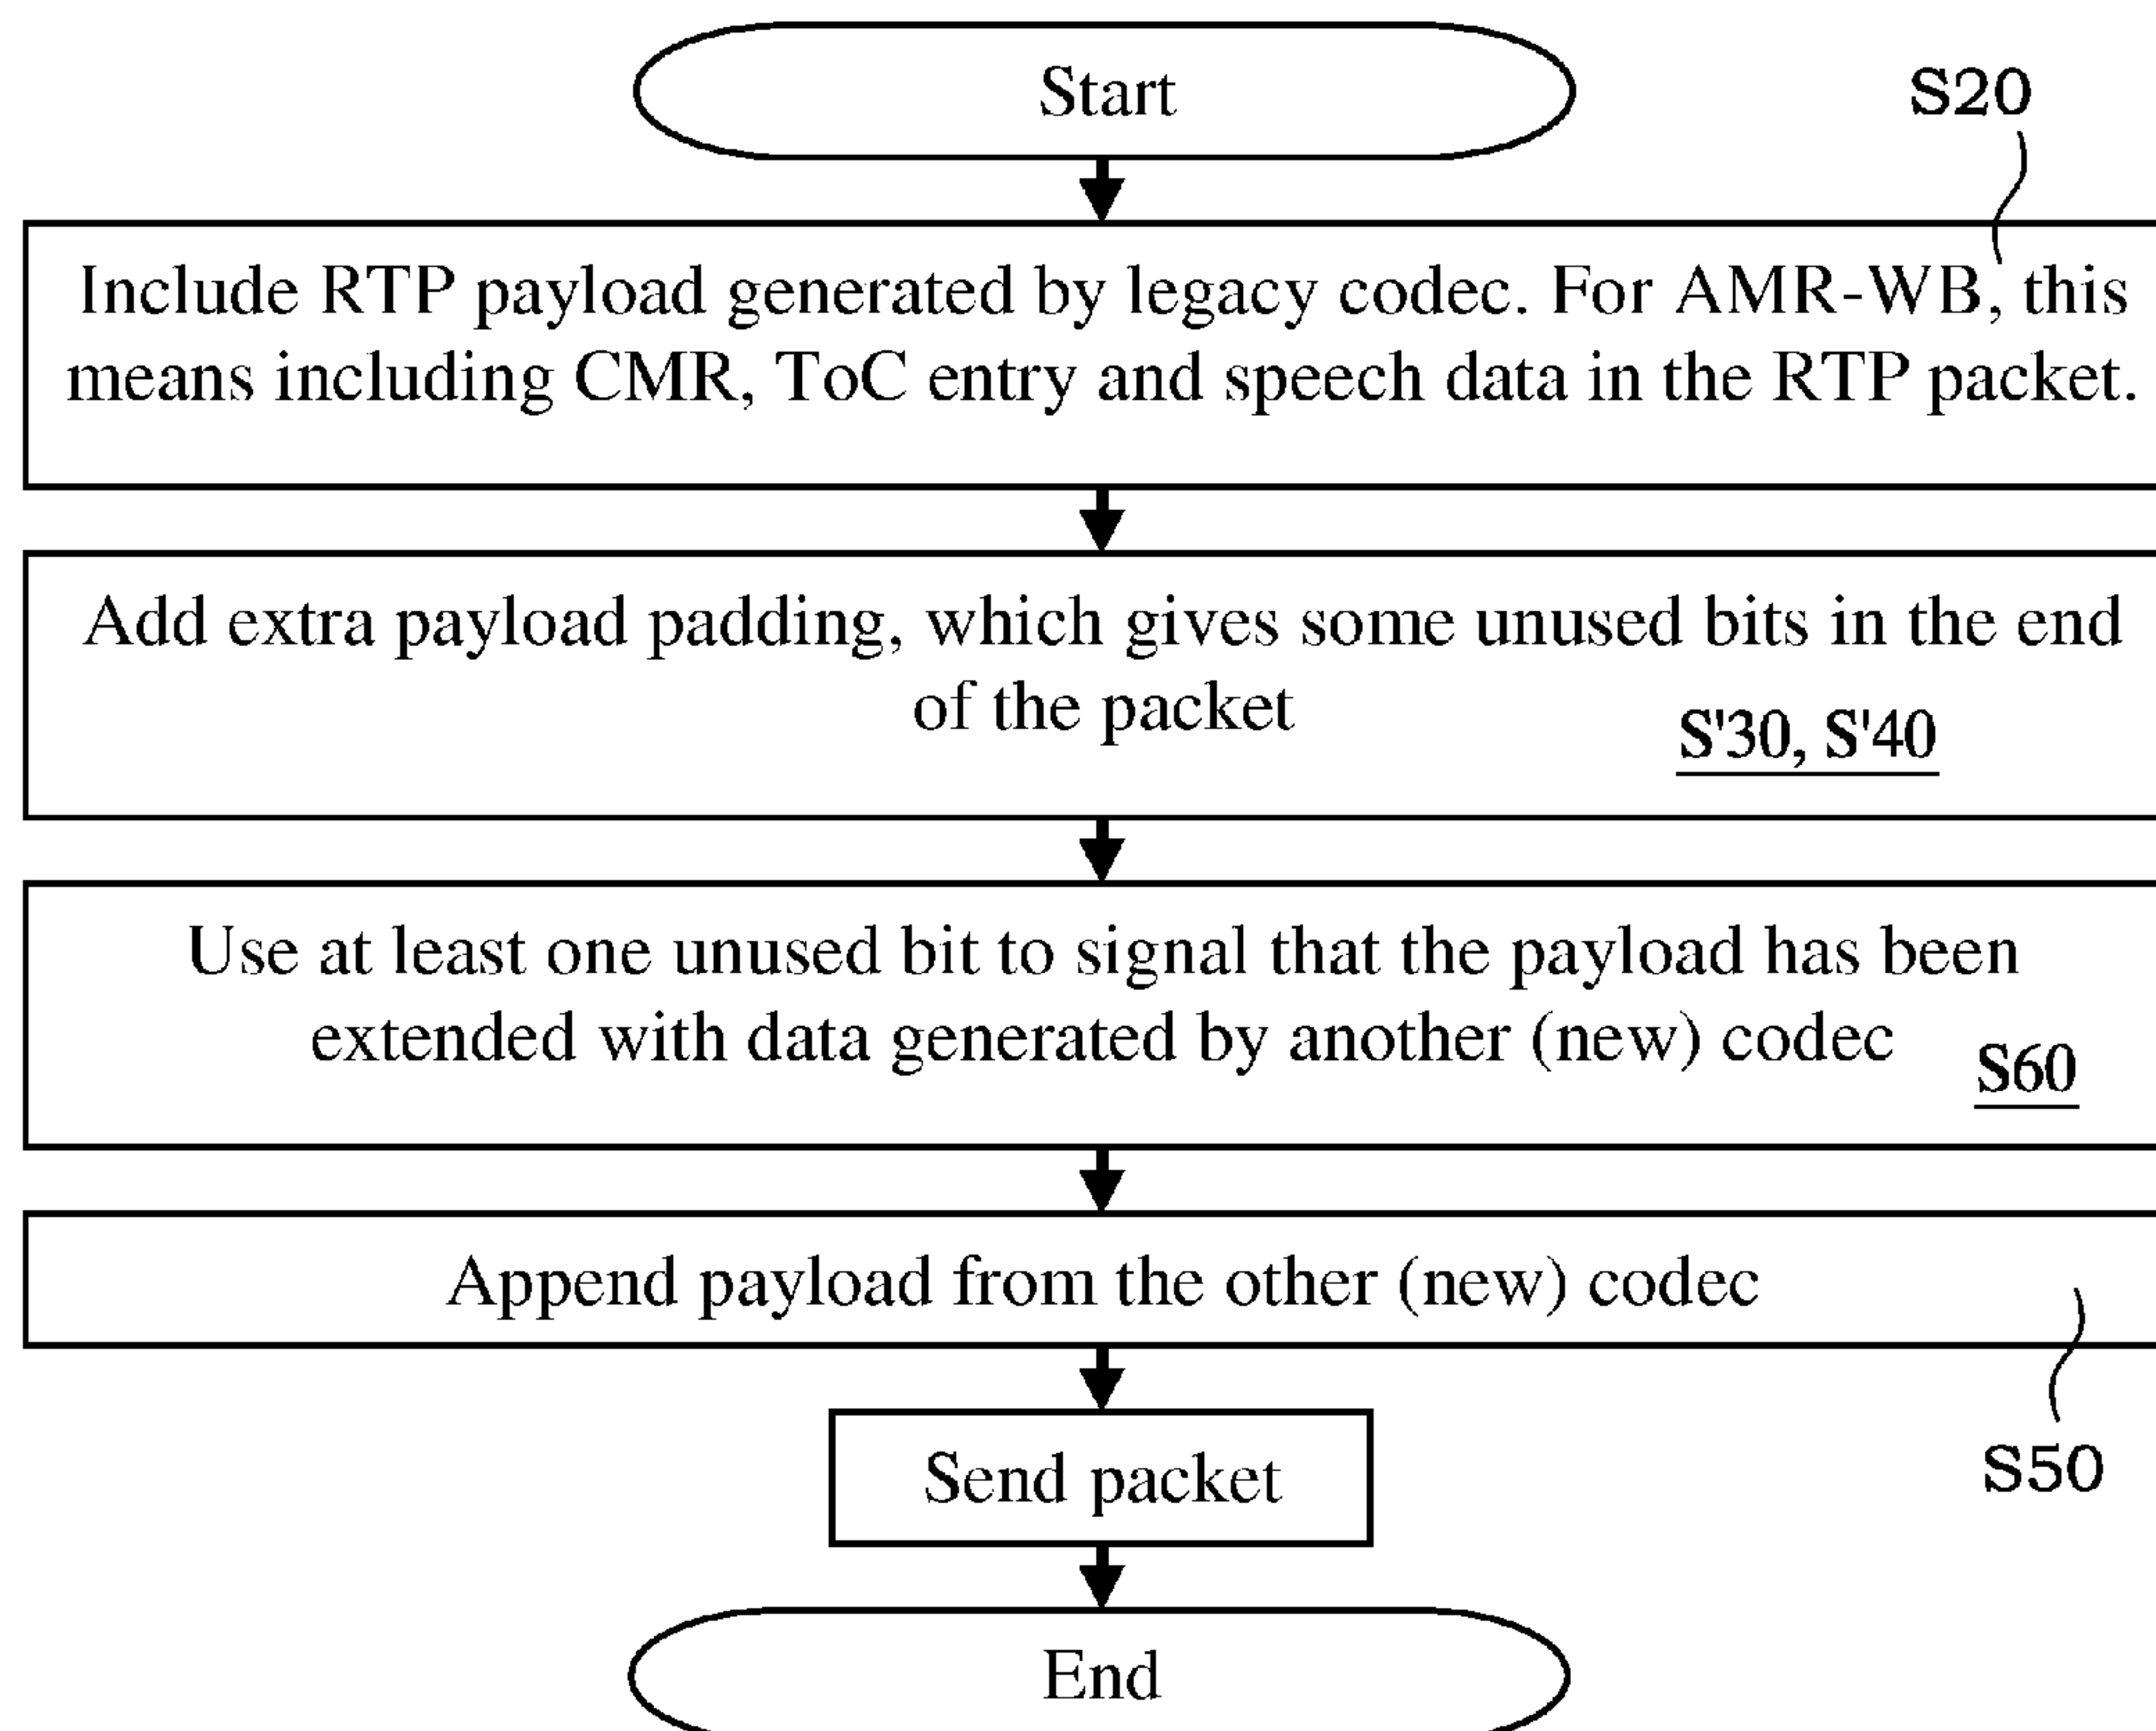 Start
S20
Include RTP payload generated by legacy codec. For AMR-WB, this
means including CMR, ToC entry and speech data in the RTP packet.
Add extra payload padding, which gives some unused bits in the end
of the packet
S'30, S'40
Use at least one unused bit to signal that the payload has been
extended with data generated by another (new) codec
S60
Append payload from the other (new) codec
Send packet
S50
End